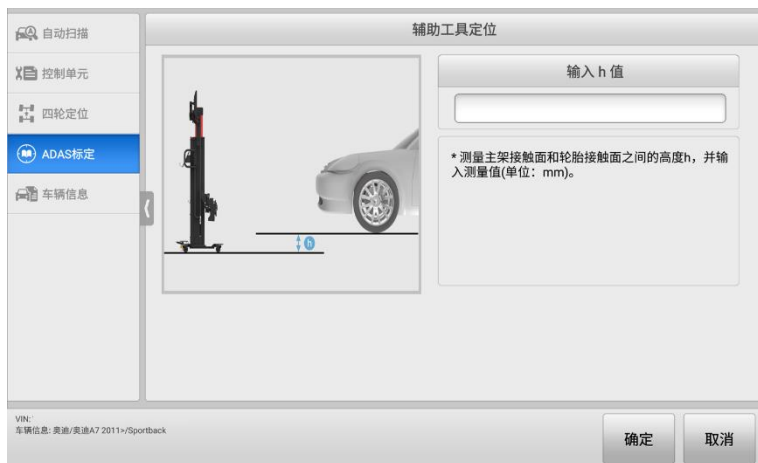 辅助工具定位
自动扫描
控制单元
四轮定位
ADAS标定
车辆信息
h
输入 h 值
* 测量主架接触面和轮胎接触面之间的高度h，并输
入测量值(单位：mm)。
VIN:
车辆信息: 奥迪/奥迪A7 2011>/Sportback
确定
取消